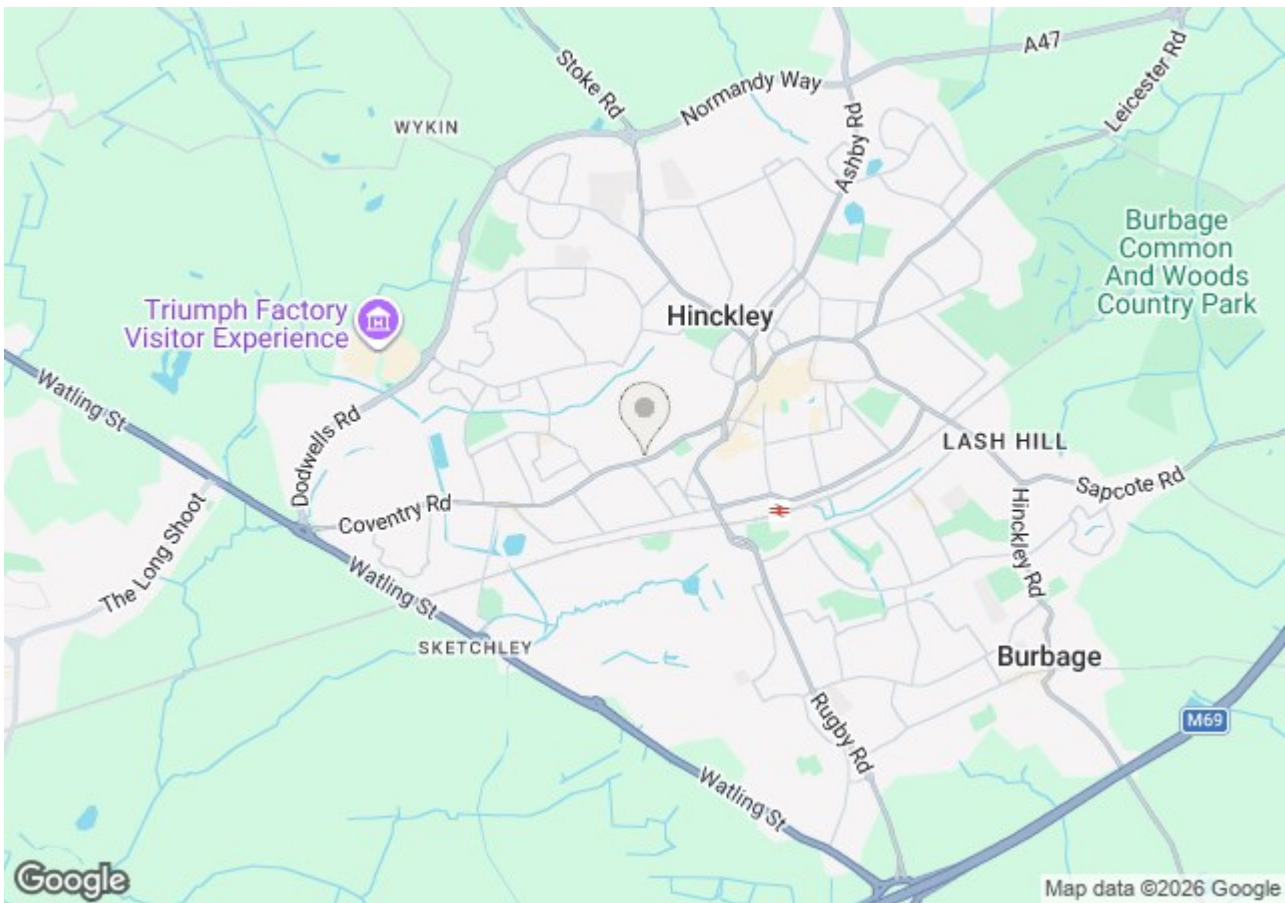 A47
Leicester Rd
Stoke Rd
Normandy Way
WYKIN
Ashby Rd
Burbage
Common
And Woods
Country Park
Triumph Factory
Visitor Experience
Hinckley
Watling St
Dodwells Rd
LASH HILL
Sapcote Rd
Coventry Rd
The Long Shoot
Hinckley Rd
Watling St
SKETCHLEY
Burbage
Rugby Rd
M69
Watling St
Google
Map data ©2026 Google